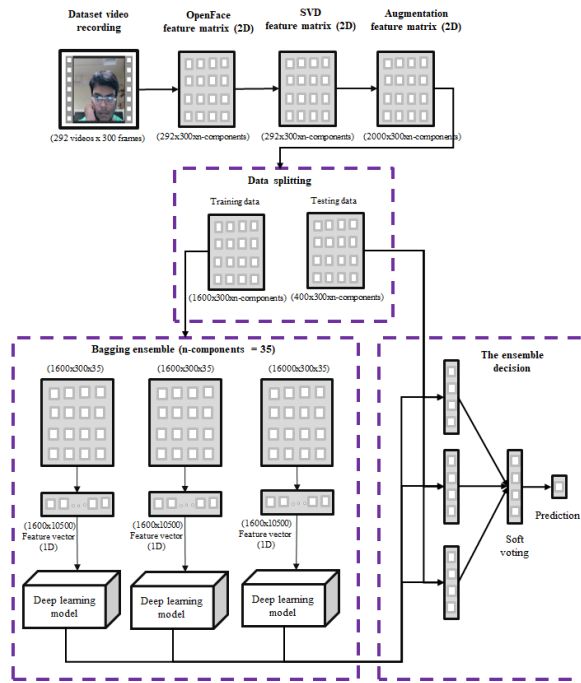 Dataset video
recording
OpenFace
feature matrix (2D)
SVD
feature matrix (2D)
Augmentation
feature matrix (2D)
(292 videos x 300 frames)
(292x300xn-components)
(292x300xn-components)
(2000x300xn-components)
Data splitting
Training data
Testing data
(1600x300xn-components)
(400x300xn-components)
Bagging ensemble (n-components = 35)
(1600x300x35)
(1600x300x35)
(16000x300x35)
(1600x10500)
Feature vector
(1D)
(1600x10500)
Feature vector
(1D)
(1600x10500)
Feature vector
(1D)
Deep learning
model
Deep learning
model
Deep learning
model
The ensemble
decision
Soft
voting
Prediction